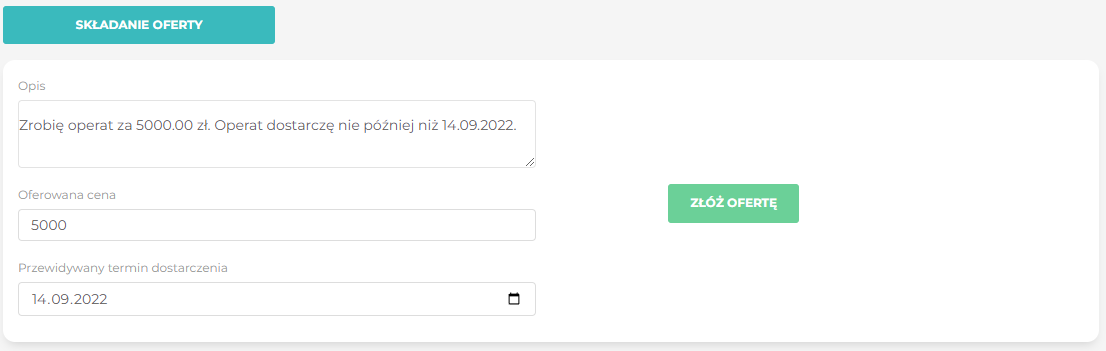 SKŁADANIE OFERTY
Opis
Zrobię operat za 5000.00 zł. Operat dostarczę nie później niż 14.09.2022.
Oferowana cena
5000
ZŁÓŻ OFERTĘ
Przewidywany termin dostarczenia
14.09.2022